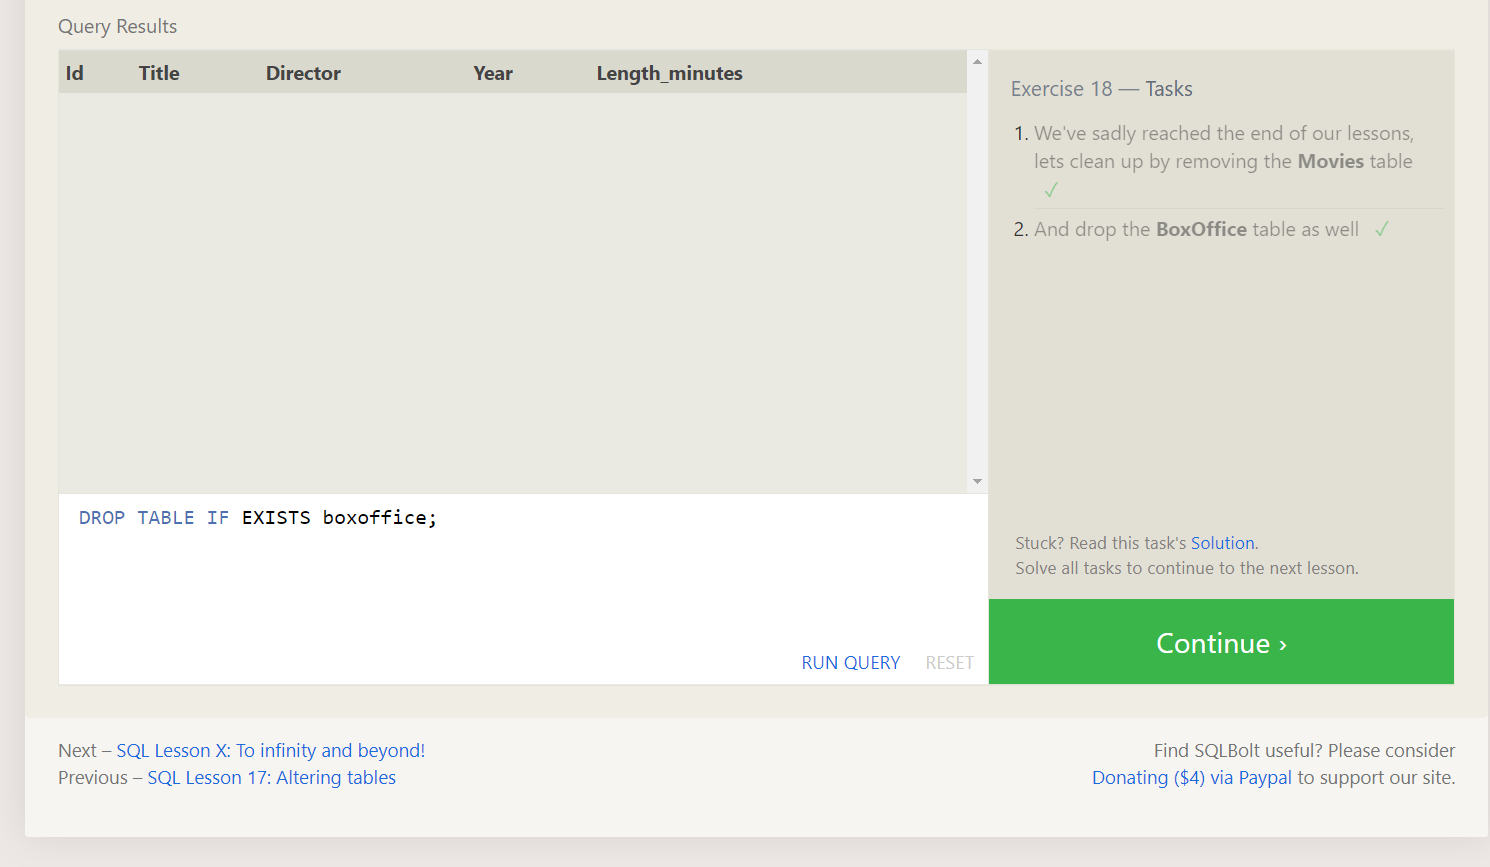 Query Results
Id Title Director Year Length_minutes
Exercise 18 — Tasks
1. We've sadly reached the end of our lessons,
lets clean up by removing the Movies table
✓
2. And drop the BoxOffice table as well ✓
DROP TABLE IF EXISTS boxoffice;
Stuck? Read this task's Solution.
Solve all tasks to continue to the next lesson.
RUN QUERY RESET
Continue ›
Next – SQL Lesson X: To infinity and beyond!
Previous – SQL Lesson 17: Altering tables
Find SQLBolt useful? Please consider
Donating ($4) via Paypal to support our site.